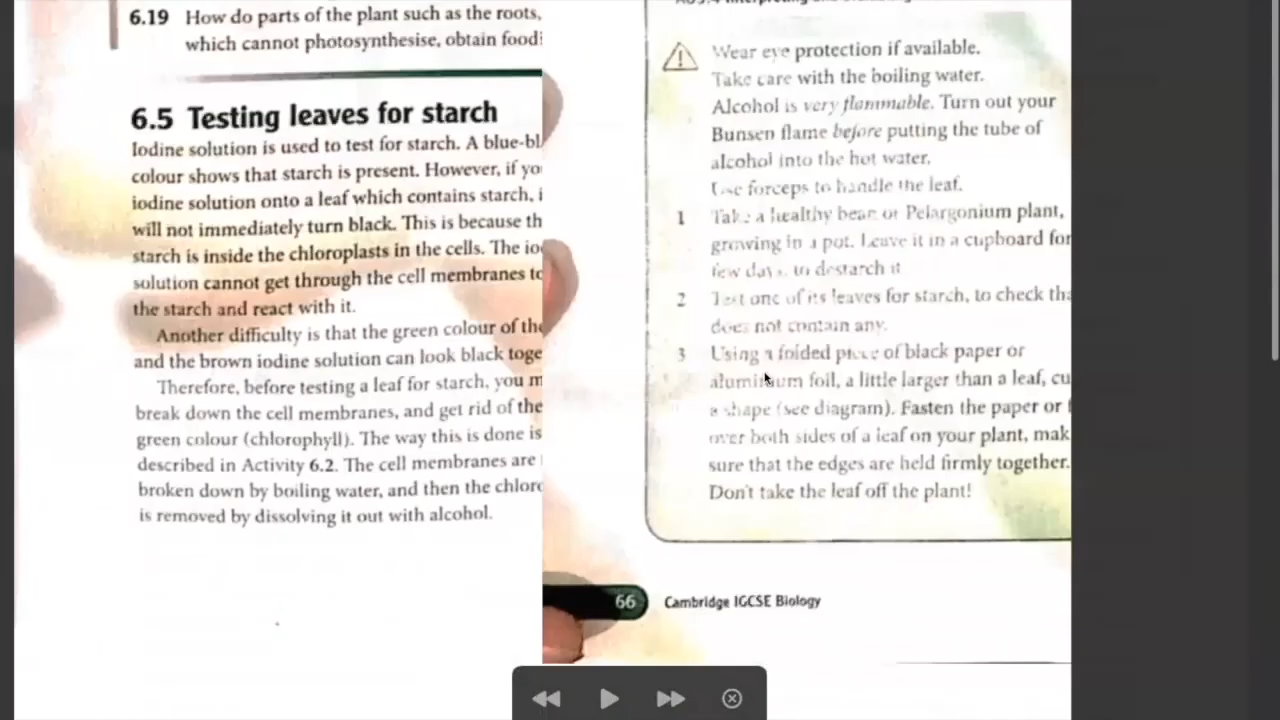 6.19 How do parts of the plant such as the roots,
which cannot photosynthesise, obtain food
6.5 Testing leaves for starch
Iodine solution is used to test for starch. A blue-bl
colour shows that starch is present. However, if yo
iodine solution onto a leaf which contains starch, i
will not immediately turn black. This is because th
starch is inside the chloroplasts in the cells. The io
solution cannot get through the cell membranes to
the starch and react with it.
Another difficulty is that the green colour of the
and the brown iodine solution can look black toge
Therefore, before testing a leaf for starch, you m
break down the cell membranes, and get rid of the
green colour (chlorophyll). The way this is done is
described in Activity 6.2. The cell membranes are
broken down by boiling water, and then the chloro
is removed by dissolving it out with alcohol.
Wear eye protection if available.
Take care with the boiling water.
Alcohol is very flammable. Turn out your
Bunsen flame before putting the tube of
alcohol into the hot water.
Use forceps to handle the leaf.
1 Take a healthy bean or Pelargonium plant,
growing in a pot. Leave it in a cupboard for
few days, to destarch it
2 Test one of its leaves for starch, to check tha
does not contain any.
3 Using a folded piece of black paper or
aluminium foil, a little larger than a leaf, cu
a shape (see diagram). Fasten the paper or f
over both sides of a leaf on your plant, mak
sure that the edges are held firmly together.
Don't take the leaf off the plant!
66 Cambridge IGCSE Biology